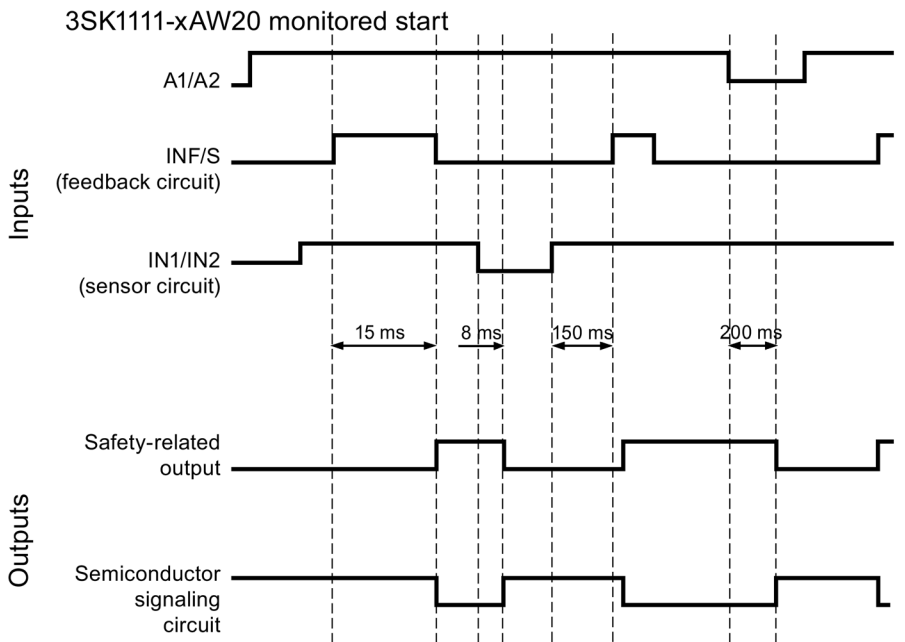 3SK1111-xAW20 monitored start
A1/A2
INF/S
(feedback circuit)
Inputs
IN1/IN2
(sensor circuit)
15 ms
8 ms
150 ms
200 ms
Safety-related
output
Outputs
Semiconductor
signaling
circuit